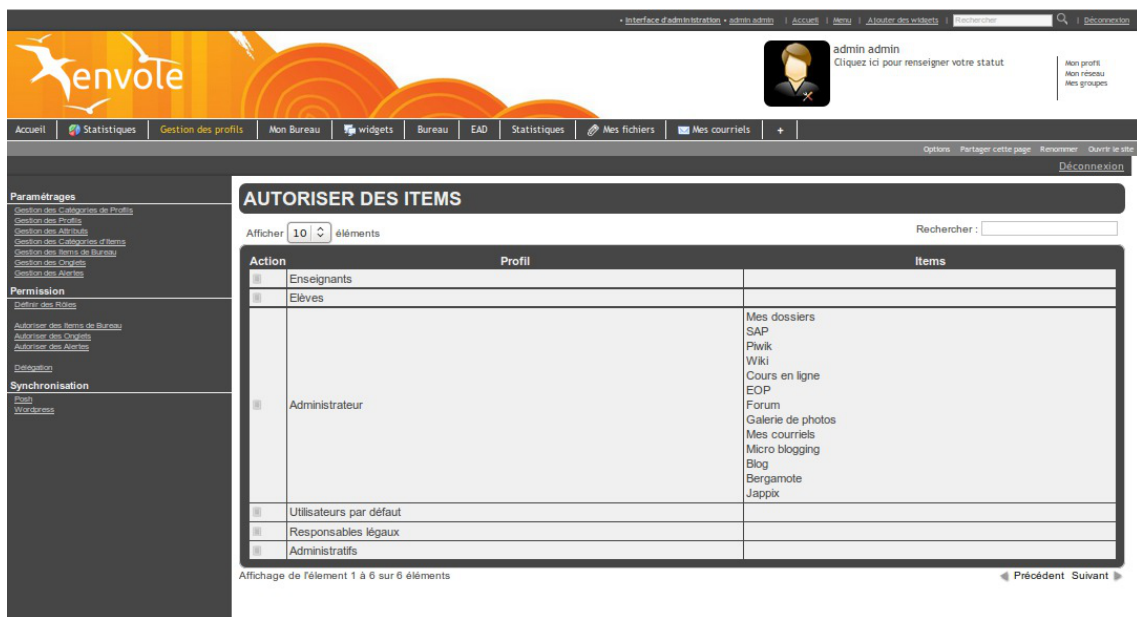 • Interface d'administration • admin admin | Accueil | Menu | Ajouter des widgets | Rechercher | Déconnexion
envole
admin admin
Cliquez ici pour renseigner votre statut
Mon profil
Mon réseau
Mes groupes
Accueil Statistiques Gestion des profils Mon Bureau widgets Bureau EAD Statistiques Mes fichiers Mes courriels +
Options Partager cette page Renommer Ouvrir le site
Déconnexion
Paramétrages
Gestion des Catégories de Profils
Gestion des Profils
Gestion des Attributs
Gestion des Catégories d'Items
Gestion des Items de Bureau
Gestion des Onglets
Gestion des Alertes
Permission
Définir des Rôles
Autoriser des Items de Bureau
Autoriser des Onglets
Autoriser des Alertes
Délégation
Synchronisation
Posh
Wordpress
AUTORISER DES ITEMS
Afficher 10 éléments
Rechercher :
Action Profil Items
Enseignants
Elèves
Administrateur
Mes dossiers
SAP
Piwik
Wiki
Cours en ligne
EOP
Forum
Galerie de photos
Mes courriels
Micro blogging
Blog
Bergamote
Jappix
Utilisateurs par défaut
Responsables légaux
Administratifs
Affichage de l'élement 1 à 6 sur 6 éléments
Précédent Suivant